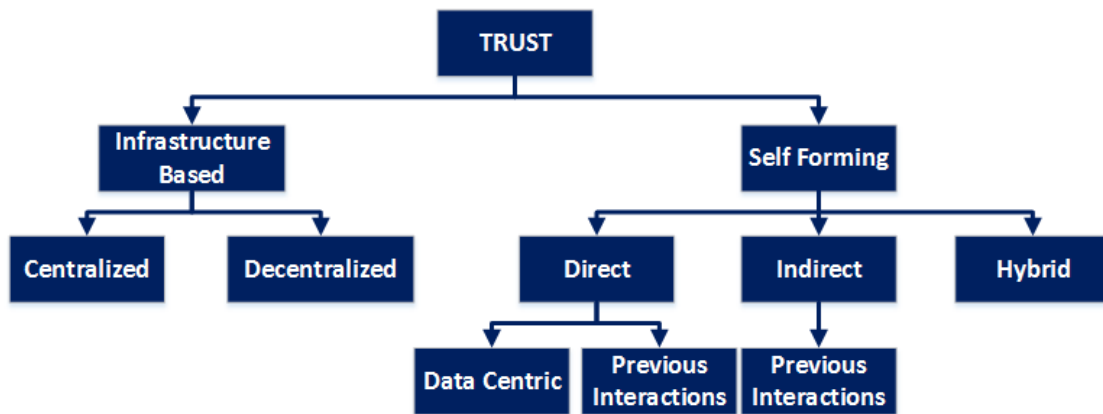 TRUST
Infrastructure
Based
Self Forming
Centralized
Decentralized
Direct
Indirect
Hybrid
Data Centric
Previous
Interactions
Previous
Interactions